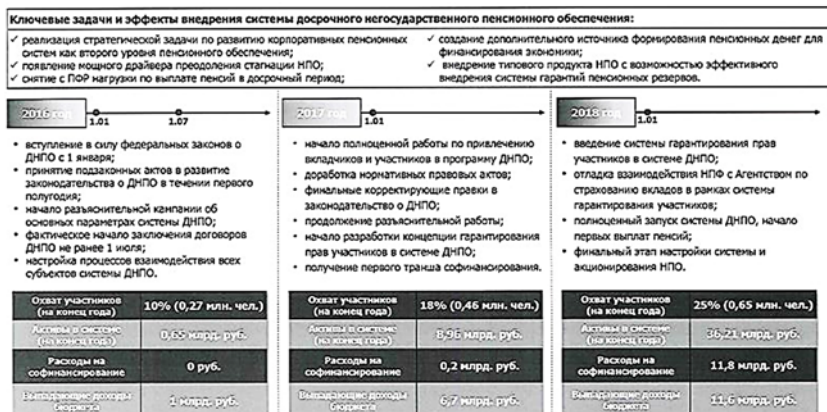 Ключевые задачи и эффекты внедрения системы досрочного негосударственного пенсионного обеспечения:
✓ реализация стратегической задачи по развитию корпоративных пенсионных
систем как второго уровня пенсионного обеспечения;
✓ появление мощного драйвера преодоления стагнации НПО;
✓ снятие с ПФР нагрузки по выплате пенсий в досрочный период;
✓ создание дополнительного источника формирования пенсионных денег для
финансирования экономики;
✓ внедрение типового продукта НПО с возможностью эффективного
внедрения системы гарантий пенсионных резервов.
2016 год
1.01
1.07
• вступление в силу федеральных законов о
ДНПО с 1 января;
• принятие подзаконных актов в развитие
законодательства о ДНПО в течении первого
полугодия;
• начало разъяснительной кампании об
основных параметрах системы ДНПО;
• фактическое начало заключения договоров
ДНПО не ранее 1 июля;
• настройка процессов взаимодействия всех
субъектов системы ДНПО.
Охват участников
(на конец года)
10% (0,27 млн. чел.)
Активы в системе
(на конец года)
0,65 млрд. руб.
Расходы на
софинансирование
0 руб.
Выпадающие доходы
бюджета
1 млрд. руб.
2017 год
1.01
• начало полноценной работы по привлечению
вкладчиков и участников в программу ДНПО;
• доработка нормативных правовых актов;
• финальные корректирующие правки в
законодательство о ДНПО;
• продолжение разъяснительной работы;
• начало разработки концепции гарантирования
прав участников в системе ДНПО;
• получение первого транша софинансирования.
Охват участников
(на конец года)
18% (0,46 млн. чел.)
Активы в системе
(на конец года)
8,96 млрд. руб.
Расходы на
софинансирование
0,2 млрд. руб.
Выпадающие доходы
бюджета
6,7 млрд. руб.
2018 год
1.01
• введение системы гарантирования прав
участников в системе ДНПО;
• отладка взаимодействия НПФ с Агентством по
страхованию вкладов в рамках системы
гарантирования участников;
• полноценный запуск системы ДНПО, начало
первых выплат пенсий;
• финальный этап настройки системы и
акционирования НПО.
Охват участников
(на конец года)
25% (0,65 млн. чел.)
Активы в системе
(на конец года)
36,21 млрд. руб.
Расходы на
софинансирование
11,8 млрд. руб.
Выпадающие доходы
бюджета
11,6 млрд. руб.